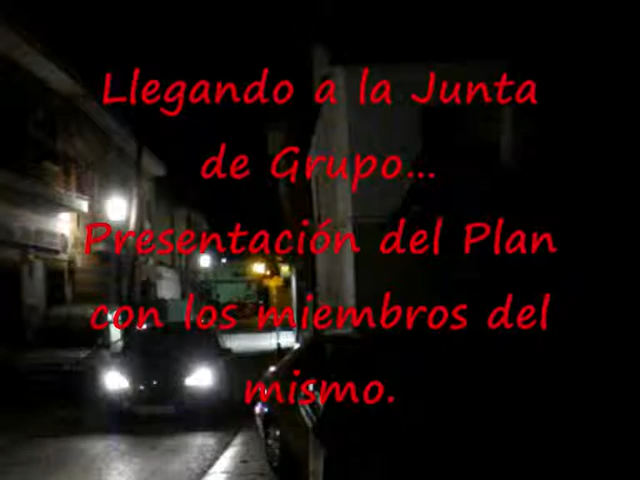 Llegando a la Junta
de Grupo...
Presentación del Plan
con los miembros del
mismo.